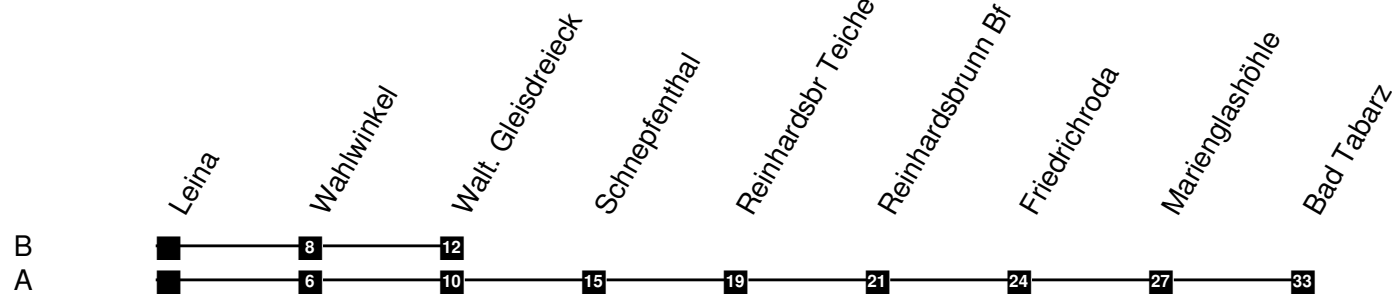 Leina
Wahlwinkel
Walt. Gleisdreieck
Schnepfenthal
Reinhardsbr Teiche
Reinhardsbrunn Bf
Friedrichroda
Marienglashöhle
Bad Tabarz
B 8 12
A 6 10 15 19 21 24 27 33